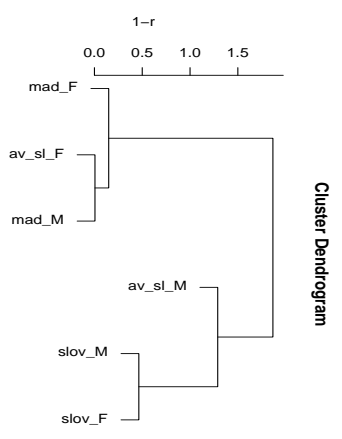 1−r
0.0 0.5 1.0 1.5
mad_F
av_sl_F
mad_M
av_sl_M
slov_M
slov_F
Cluster Dendrogram